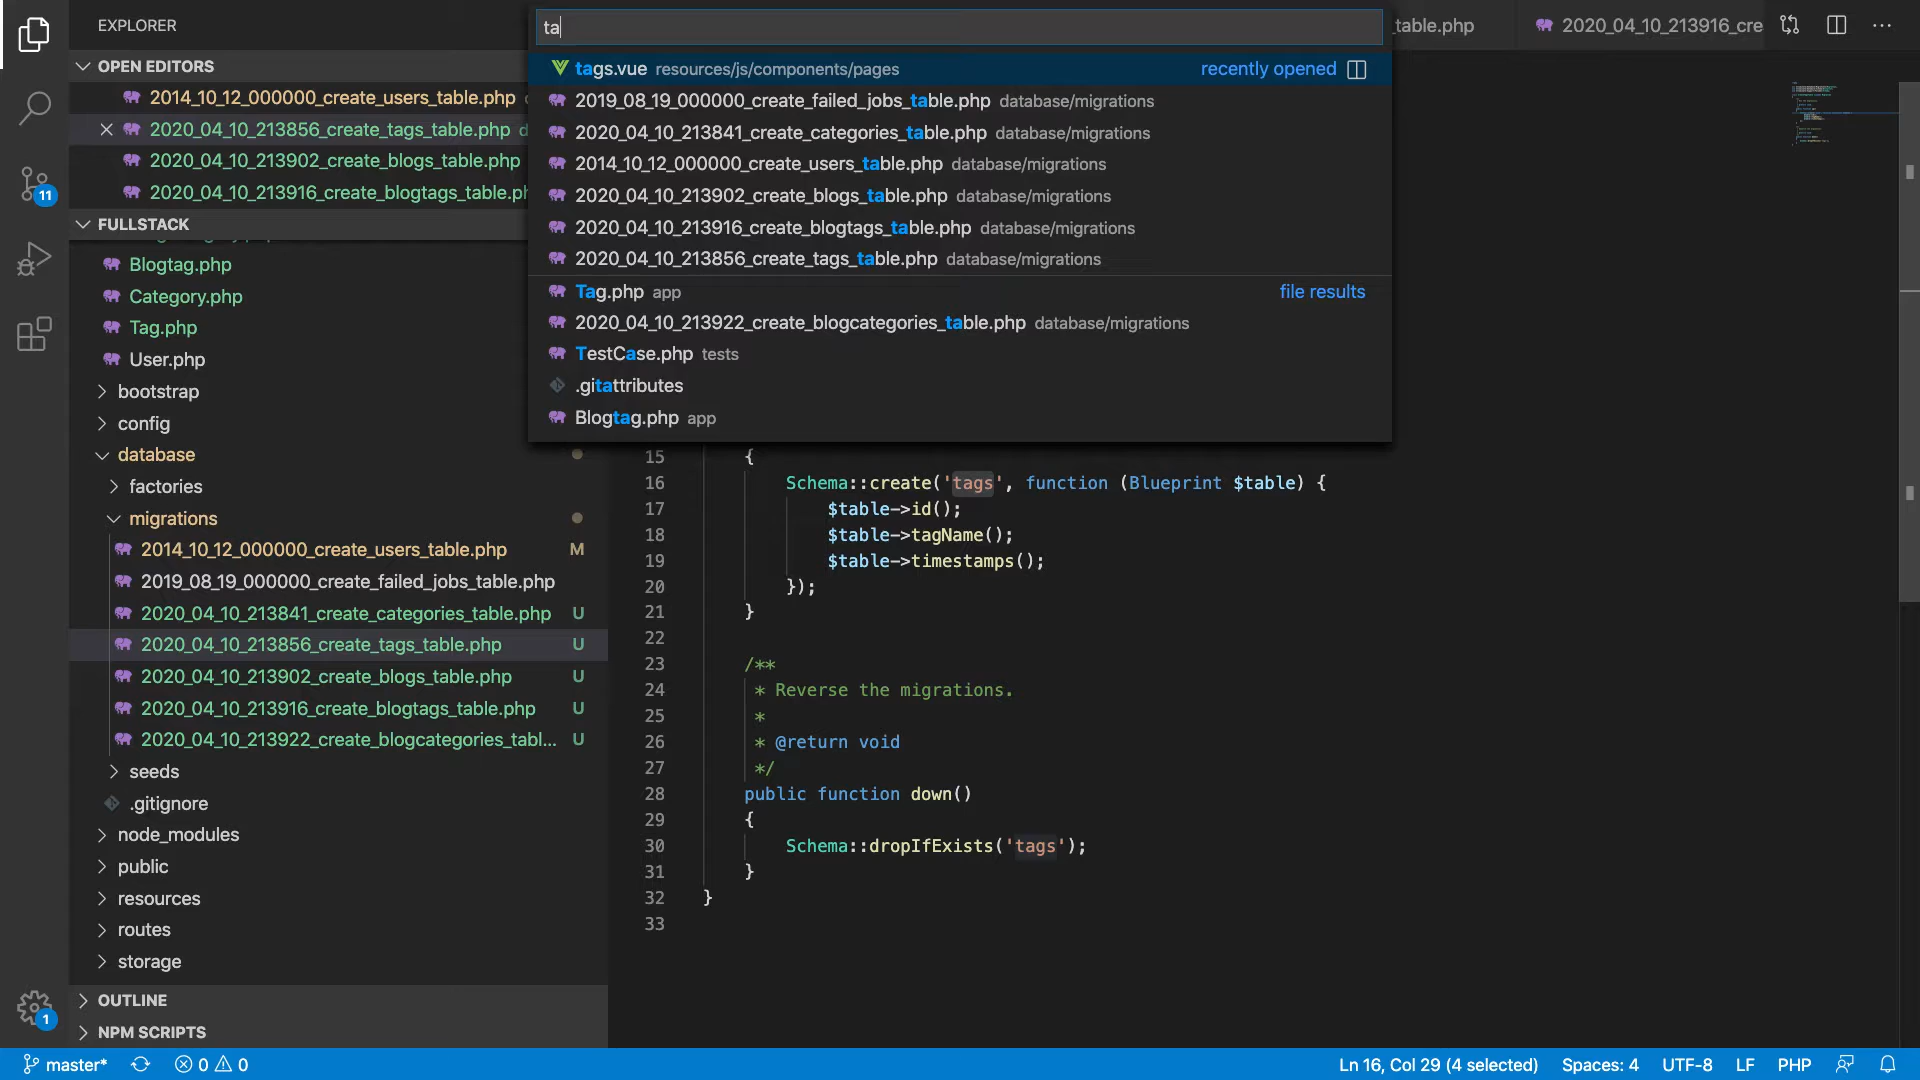 EXPLORER
OPEN EDITORS
2014_10_12_000000_create_users_table.php
2020_04_10_213856_create_tags_table.php
2020_04_10_213902_create_blogs_table.php
2020_04_10_213916_create_blogtags_table.ph
FULLSTACK
Blogtag.php
Category.php
Tag.php
User.php
bootstrap
config
database
factories
migrations
2014_10_12_000000_create_users_table.php M
2019_08_19_000000_create_failed_jobs_table.php
2020_04_10_213841_create_categories_table.php U
2020_04_10_213856_create_tags_table.php U
2020_04_10_213902_create_blogs_table.php U
2020_04_10_213916_create_blogtags_table.php U
2020_04_10_213922_create_blogcategories_tabl... U
seeds
.gitignore
node_modules
public
resources
routes
storage
OUTLINE
NPM SCRIPTS
11
1
ta
tags.vue resources/js/components/pages recently opened
2019_08_19_000000_create_failed_jobs_table.php database/migrations
2020_04_10_213841_create_categories_table.php database/migrations
2014_10_12_000000_create_users_table.php database/migrations
2020_04_10_213902_create_blogs_table.php database/migrations
2020_04_10_213916_create_blogtags_table.php database/migrations
2020_04_10_213856_create_tags_table.php database/migrations
Tag.php app file results
2020_04_10_213922_create_blogcategories_table.php database/migrations
TestCase.php tests
.gitattributes
Blogtag.php app
table.php
2020_04_10_213916_cre
15 {
16 Schema::create('tags', function (Blueprint $table) {
17 $table->id();
18 $table->tagName();
19 $table->timestamps();
20 });
21 }
22
23 /**
24 * Reverse the migrations.
25 *
26 * @return void
27 */
28 public function down()
29 {
30 Schema::dropIfExists('tags');
31 }
32 }
33
master* 0 0 Ln 16, Col 29 (4 selected) Spaces: 4 UTF-8 LF PHP